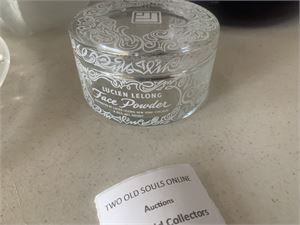 LUCIEN LELONG
Face Powder
TWO OLD SOULS ONLINE
Auctions
Collectors